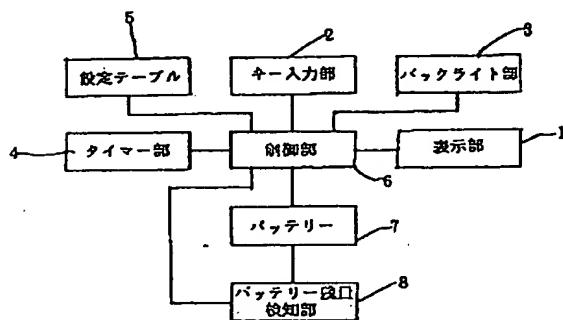 5
2
3
設定テーブル
キー入力部
バックライト部
4
タイマー部
制御部
表示部
1
6
バッテリー
7
バッテリー
検知部
8